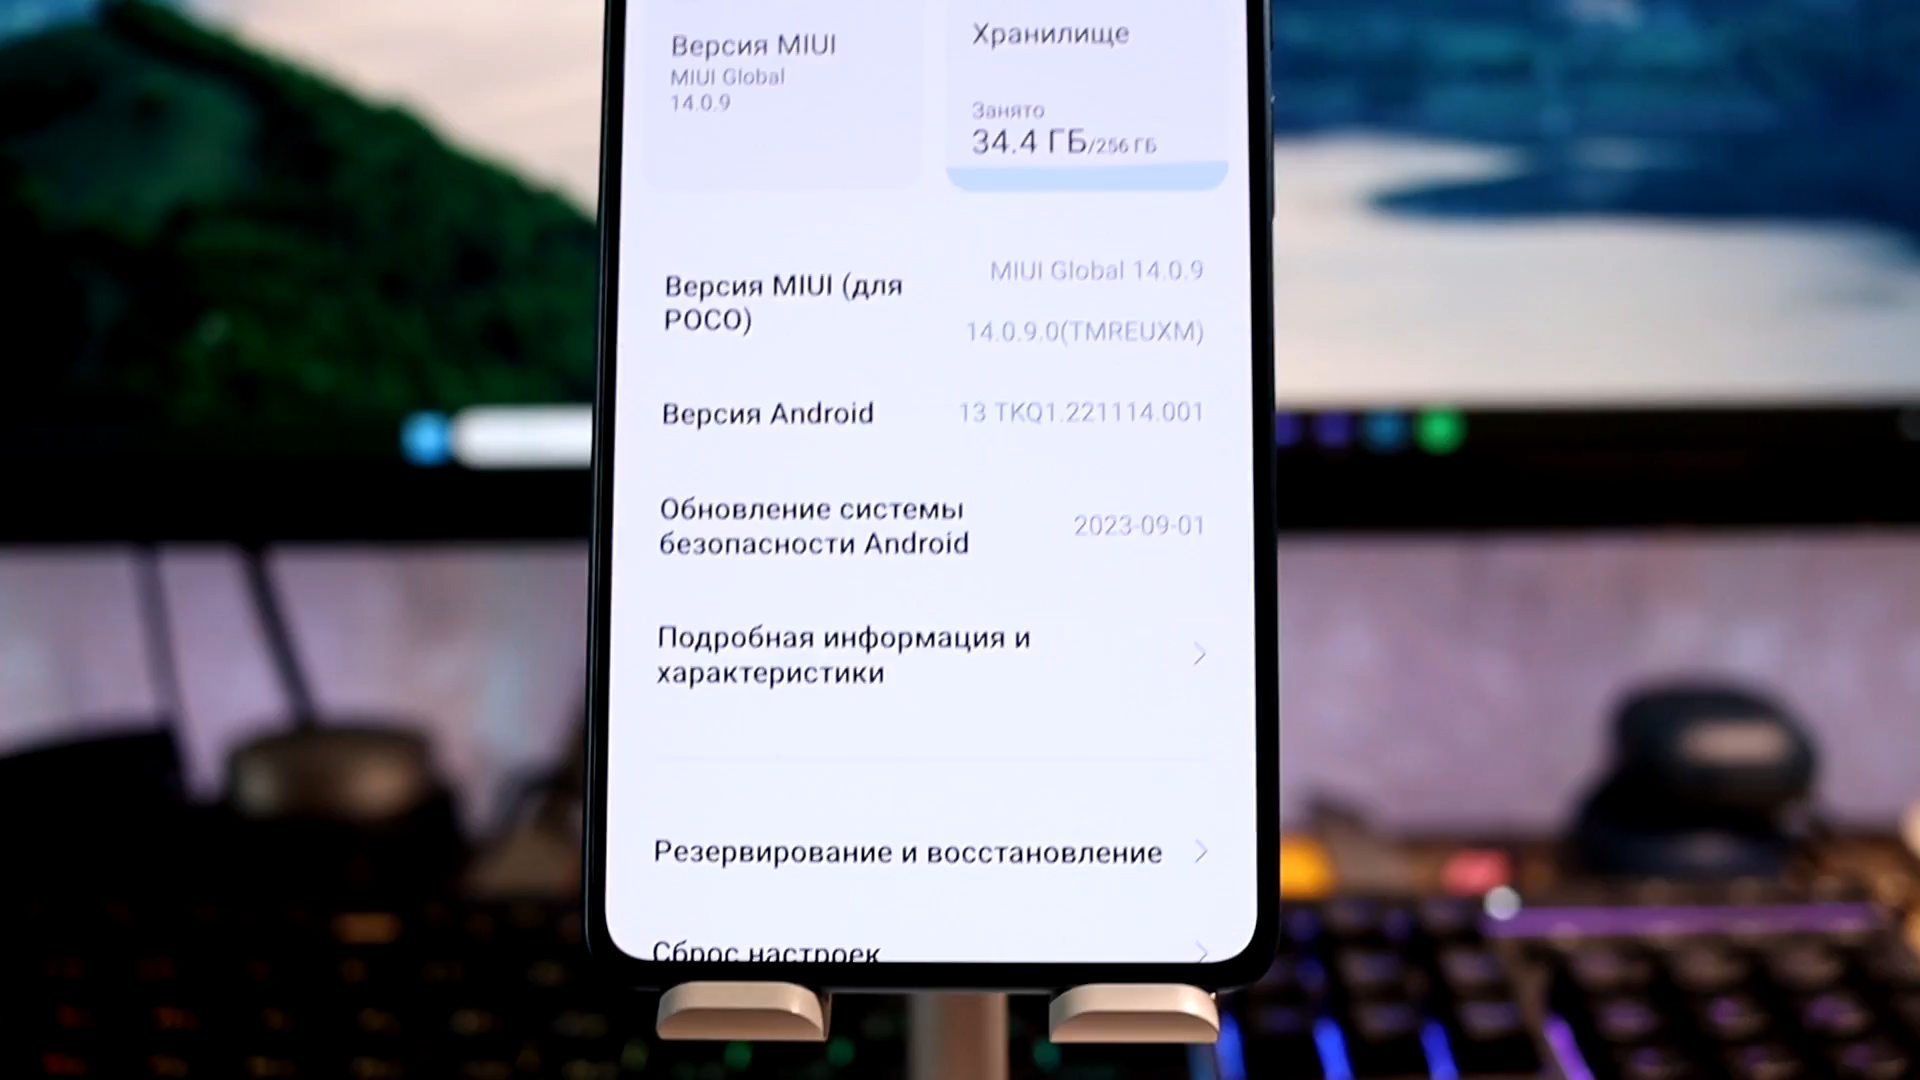 Версия MIUI
MIUI Global
14.0.9
Хранилище
Занято
34.4 ГБ/256 ГБ
Версия MIUI (для
POCO)
MIUI Global 14.0.9
14.0.9.0(TMREUXM)
Версия Android
13 TKQ1.221114.001
Обновление системы
безопасности Android
2023-09-01
Подробная информация и
характеристики
Резервирование и восстановление
Сброс настроек